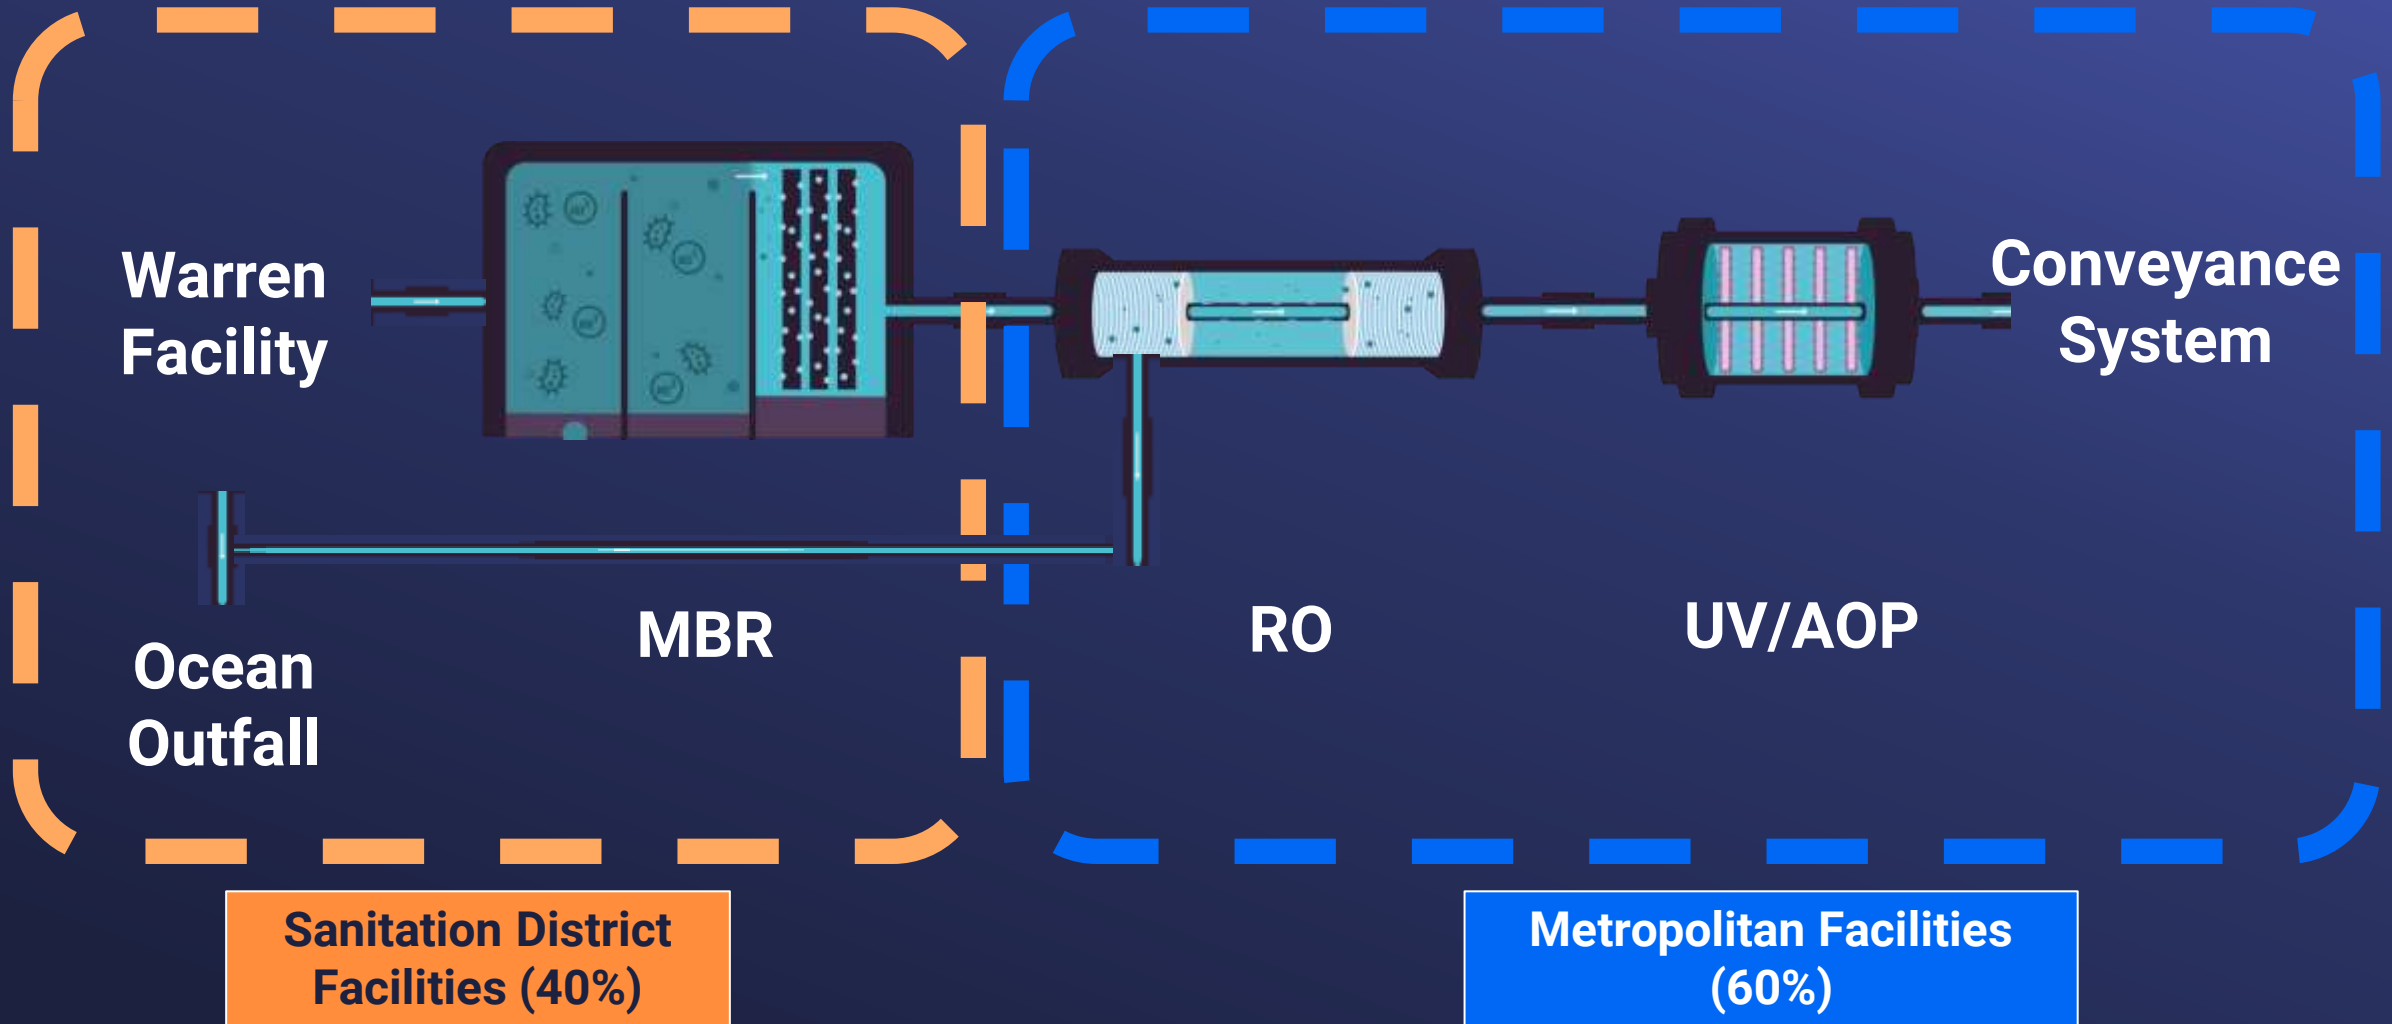 Warren
Facility
Conveyance
System
MBR
RO
UV/AOP
Ocean
Outfall
Sanitation District
Facilities (40%)
Metropolitan Facilities
(60%)